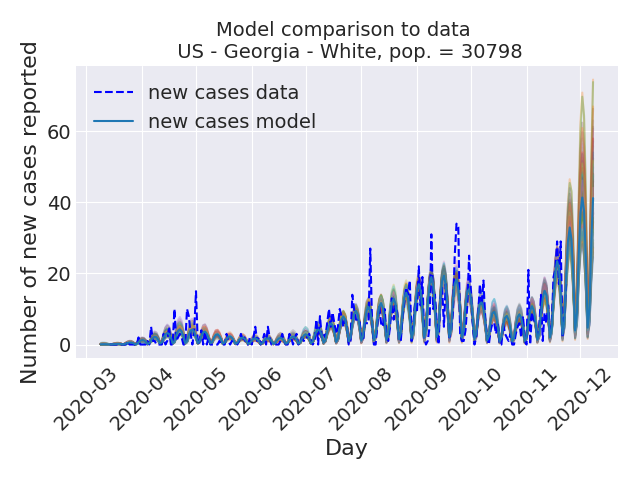 Model comparison to data
US - Georgia - White, pop. = 30798
Number of new cases reported
new cases data
new cases model
60
40
20
0
2020-03
2020-04
2020-05
2020-06
2020-07
2020-08
2020-09
2020-10
2020-11
2020-12
Day